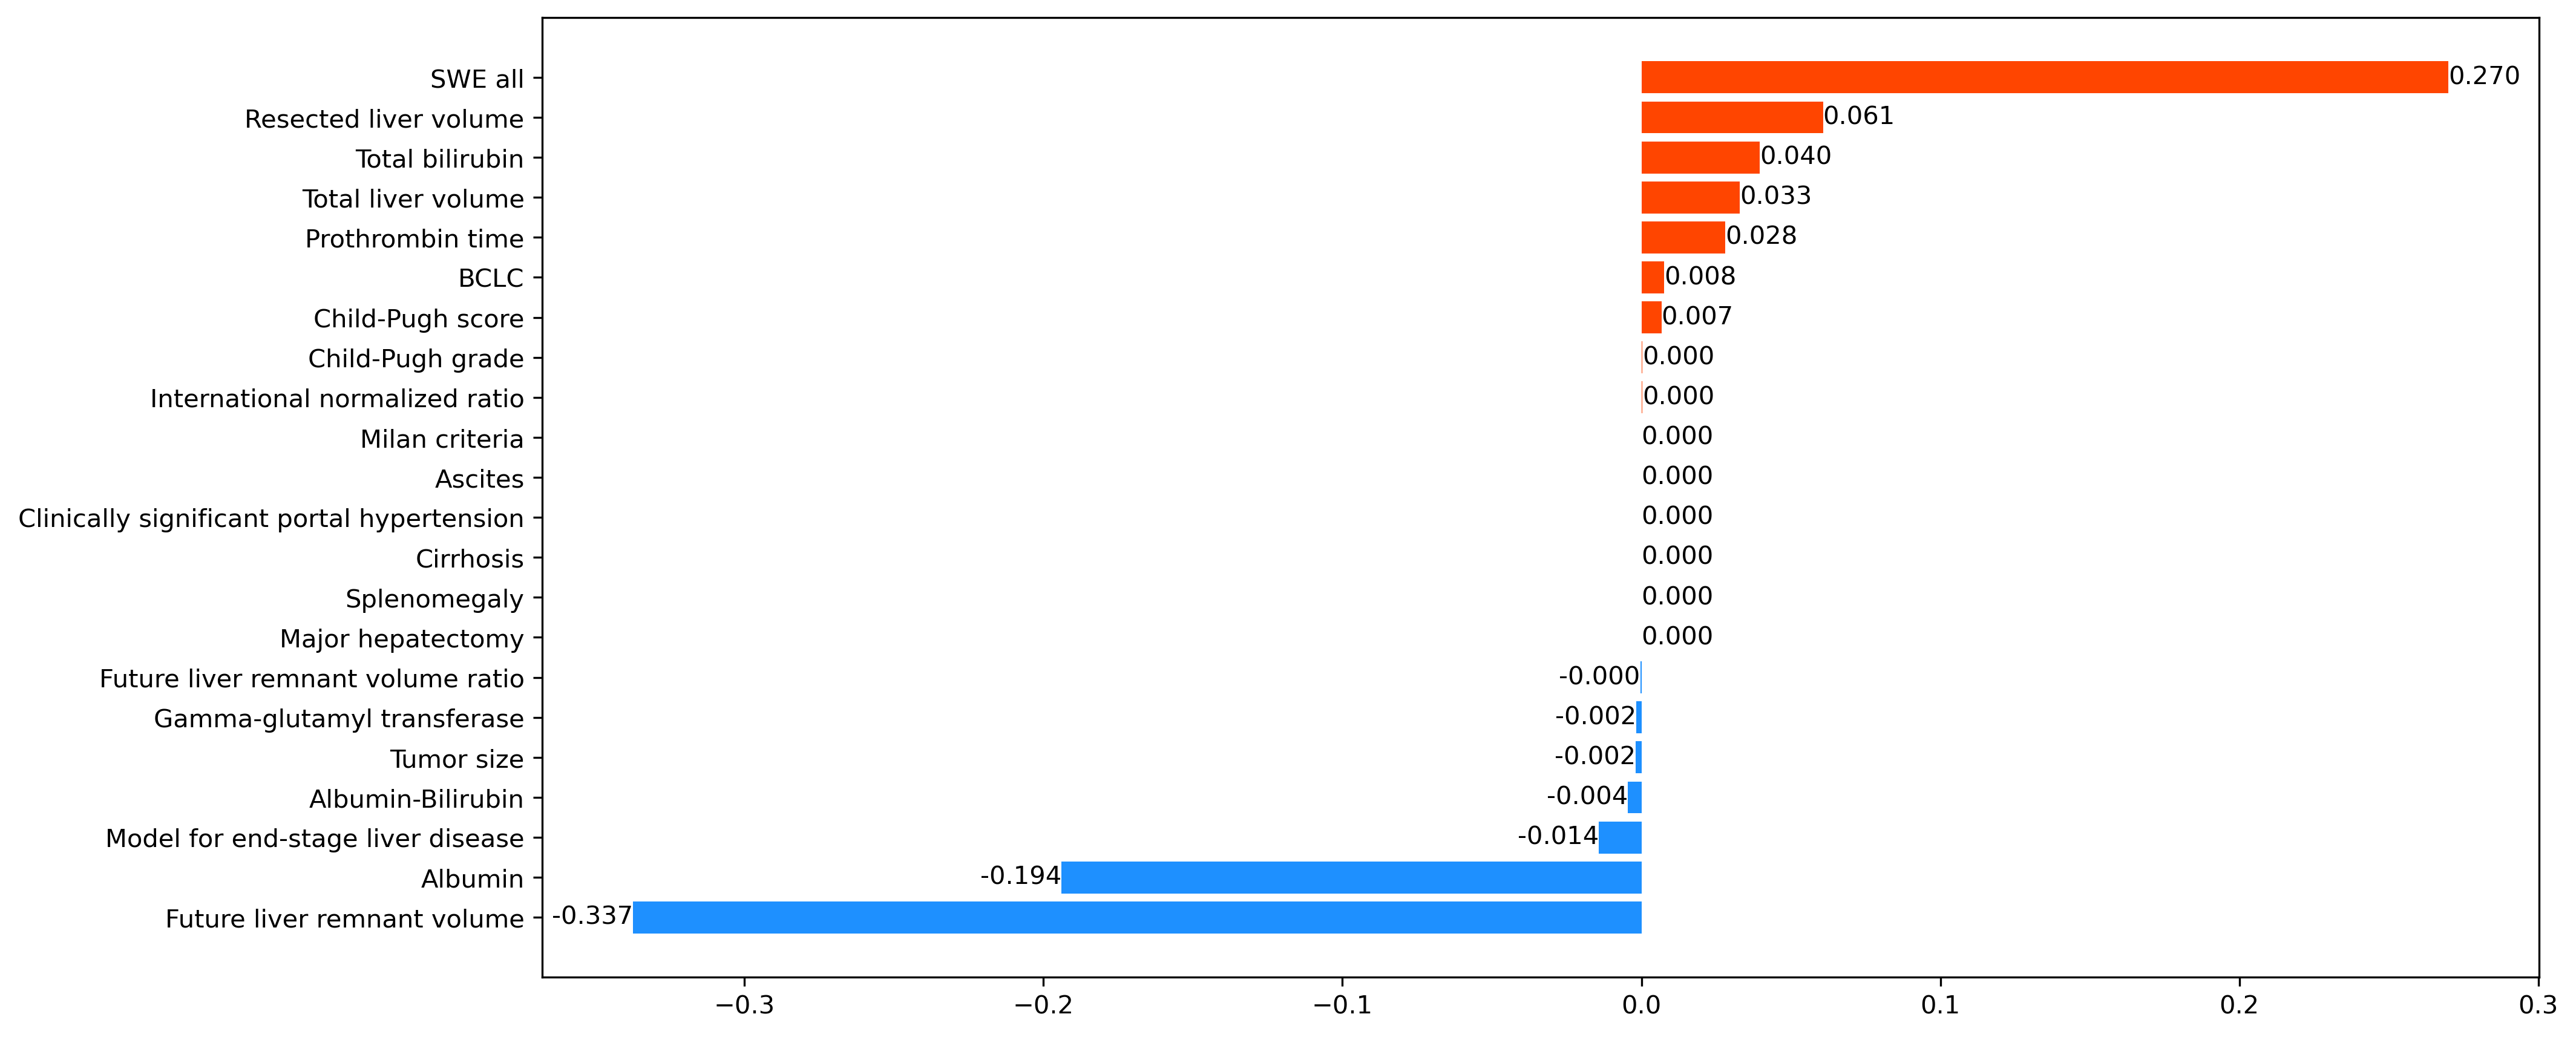 SWE all 0.270
Resected liver volume 0.061
Total bilirubin 0.040
Total liver volume 0.033
Prothrombin time 0.028
BCLC 0.008
Child-Pugh score 0.007
Child-Pugh grade 0.000
International normalized ratio 0.000
Milan criteria 0.000
Ascites 0.000
Clinically significant portal hypertension 0.000
Cirrhosis 0.000
Splenomegaly 0.000
Major hepatectomy 0.000
Future liver remnant volume ratio -0.000
Gamma-glutamyl transferase -0.002
Tumor size -0.002
Albumin-Bilirubin -0.004
Model for end-stage liver disease -0.014
Albumin -0.194
Future liver remnant volume -0.337
−0.3 −0.2 −0.1 0.0 0.1 0.2 0.3